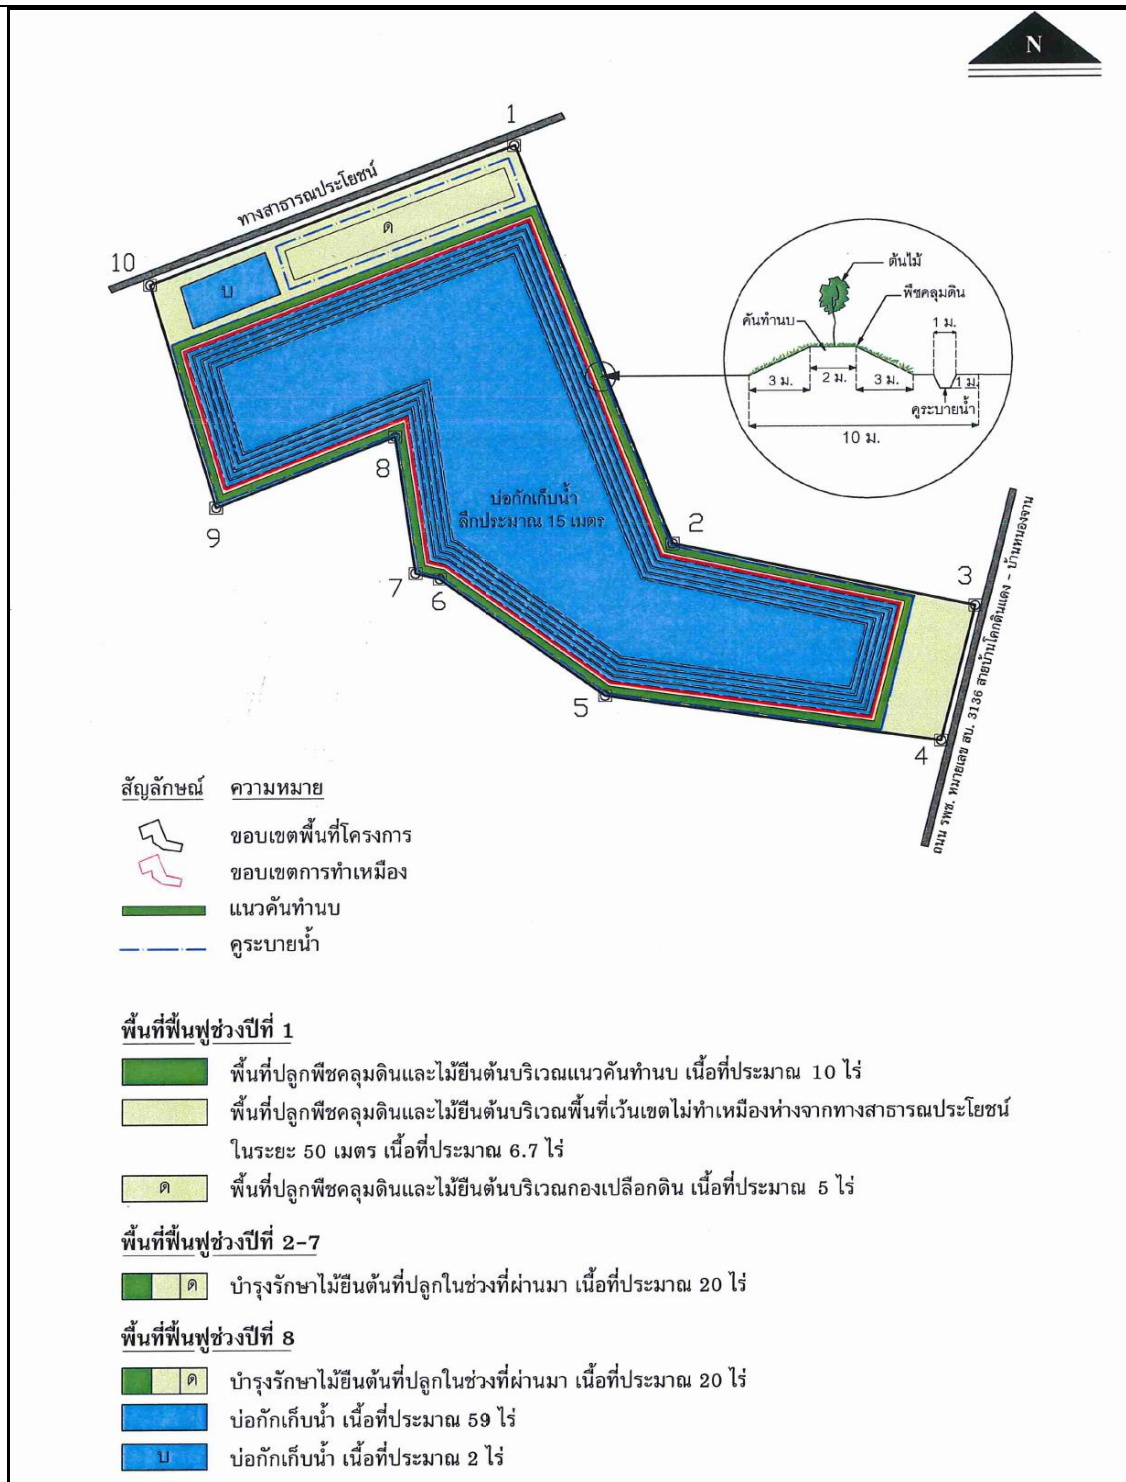 N
1
ทางสาธารณประโยชน์
10
ด
บ
ต้นไม้
พืชคลุมดิน
คันทำนบ
1 ม.
3 ม.
2 ม.
3 ม.
1 ม.
คูระบายน้ำ
10 ม.
8
9
บ่อกักเก็บน้ำ
ลึกประมาณ 15 เมตร
2
3
7
6
5
4
ถนน รพช. หมายเลข สบ. 3136 สายบ้านโคกดินแดง - บ้านหนองจาน
สัญลักษณ์ ความหมาย
ขอบเขตพื้นที่โครงการ
ขอบเขตการทำเหมือง
แนวคันทำนบ
คูระบายน้ำ
พื้นที่ฟื้นฟูช่วงปีที่ 1
พื้นที่ปลูกพืชคลุมดินและไม้ยืนต้นบริเวณแนวคันทำนบ เนื้อที่ประมาณ 10 ไร่
พื้นที่ปลูกพืชคลุมดินและไม้ยืนต้นบริเวณพื้นที่เว้นเขตไม่ทำเหมืองห่างจากทางสาธารณประโยชน์
ในระยะ 50 เมตร เนื้อที่ประมาณ 6.7 ไร่
ด พื้นที่ปลูกพืชคลุมดินและไม้ยืนต้นบริเวณกองเปลือกดิน เนื้อที่ประมาณ 5 ไร่
พื้นที่ฟื้นฟูช่วงปีที่ 2-7
ด บำรุงรักษาไม้ยืนต้นที่ปลูกในช่วงที่ผ่านมา เนื้อที่ประมาณ 20 ไร่
พื้นที่ฟื้นฟูช่วงปีที่ 8
ด บำรุงรักษาไม้ยืนต้นที่ปลูกในช่วงที่ผ่านมา เนื้อที่ประมาณ 20 ไร่
บ่อกักเก็บน้ำ เนื้อที่ประมาณ 59 ไร่
บ บ่อกักเก็บน้ำ เนื้อที่ประมาณ 2 ไร่